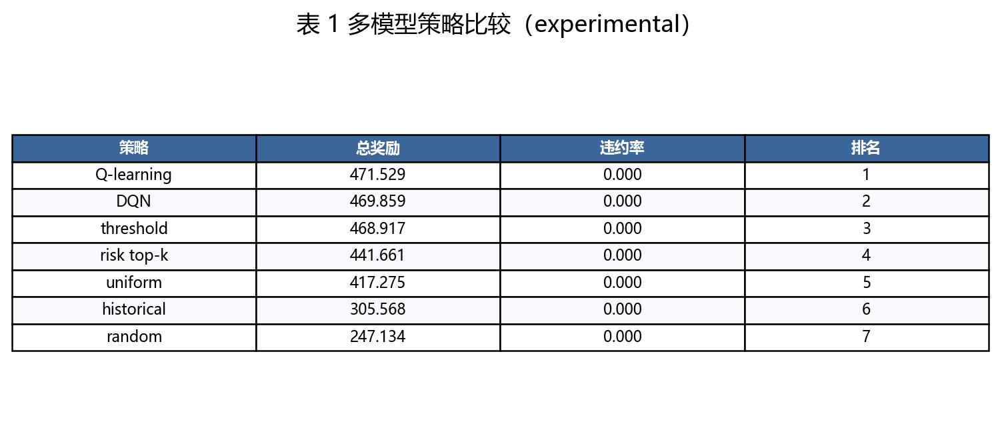 表 1 多模型策略比较（experimental）
策略 总奖励 违约率 排名
Q-learning 471.529 0.000 1
DQN 469.859 0.000 2
threshold 468.917 0.000 3
risk top-k 441.661 0.000 4
uniform 417.275 0.000 5
historical 305.568 0.000 6
random 247.134 0.000 7